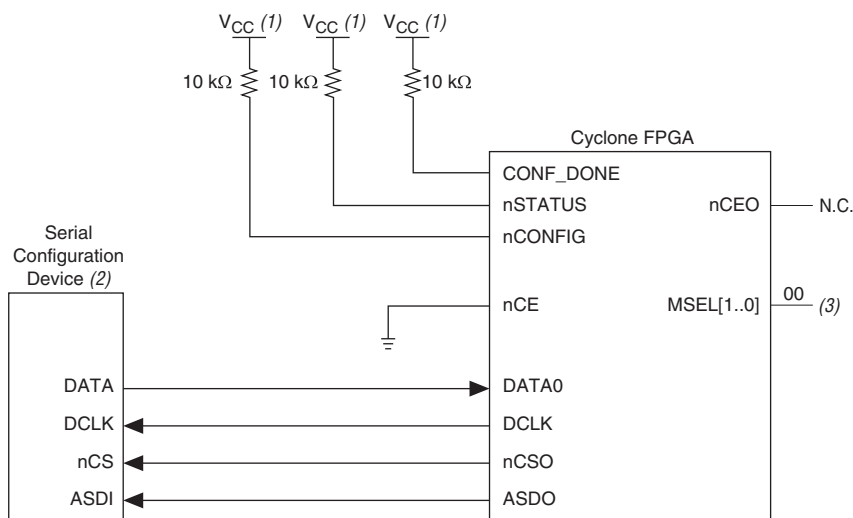 VCC (1) VCC (1) VCC (1)
10 kΩ 10 kΩ 10 kΩ
Cyclone FPGA
CONF_DONE
nSTATUS nCEO N.C.
nCONFIG
Serial
Configuration
Device (2)
nCE MSEL[1..0] 00 (3)
DATA DATA0
DCLK DCLK
nCS nCSO
ASDI ASDO